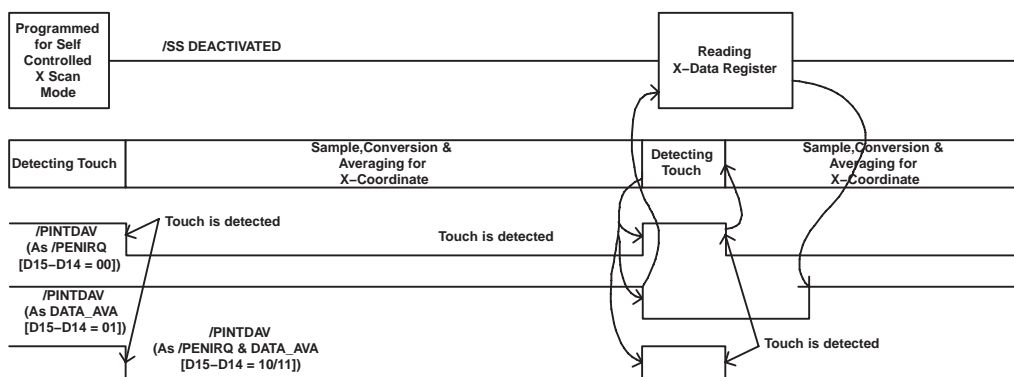 Programmed
for Self
Controlled
X Scan
Mode
/SS DEACTIVATED
Reading
X−Data Register
Detecting Touch
Sample,Conversion &
Averaging for
X−Coordinate
Detecting
Touch
Sample,Conversion &
Averaging for
X−Coordinate
/PINTDAV
(As /PENIRQ
[D15−D14 = 00])
Touch is detected
Touch is detected
/PINTDAV
(As DATA_AVA
[D15−D14 = 01])
/PINTDAV
(As /PENIRQ & DATA_AVA
[D15−D14 = 10/11])
Touch is detected